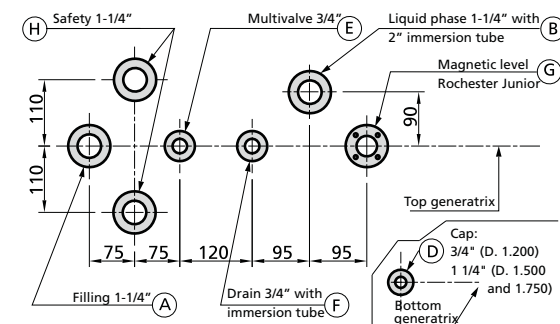 H
Safety 1-1/4"
Multivalve 3/4"
E
Liquid phase 1-1/4" with
2" immersion tube
B
Magnetic level
Rochester Junior
G
110
110
90
Top generatrix
75
75
120
95
95
Filling 1-1/4"
A
Drain 3/4" with
immersion tube
F
D
Cap:
3/4" (D. 1.200)
1 1/4" (D. 1.500
and 1.750)
Bottom
generatrix